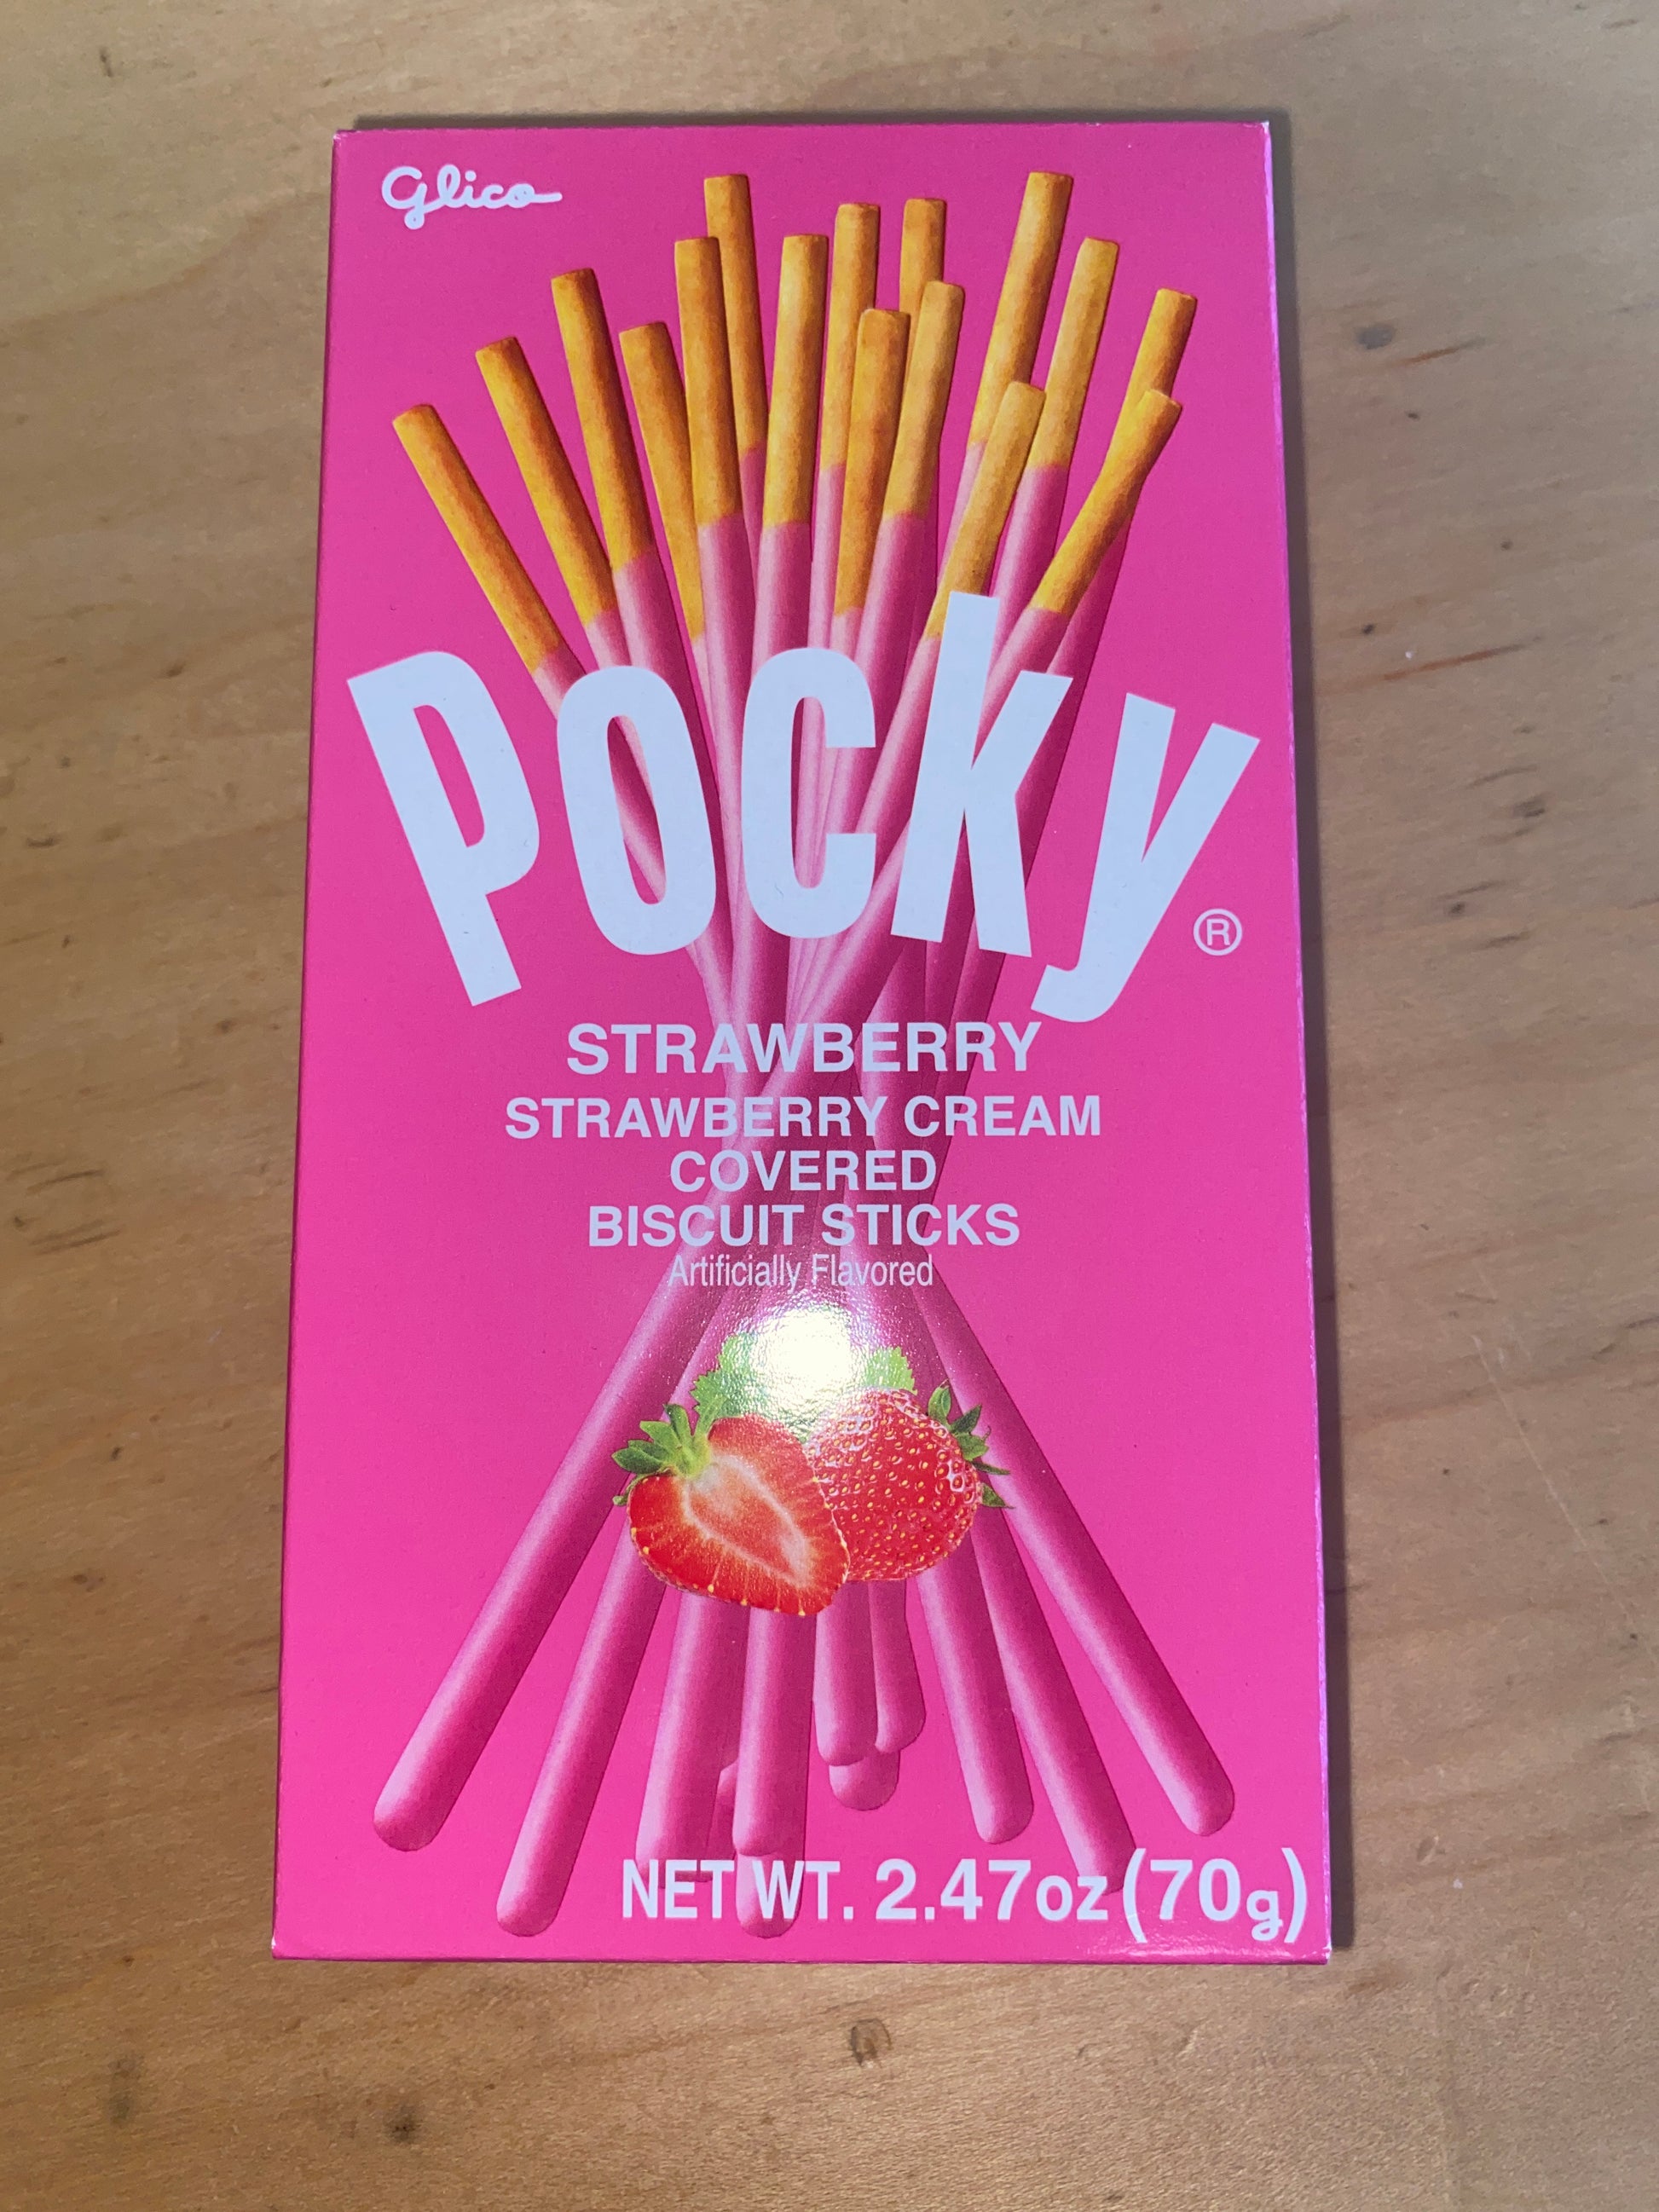 Glico
Pocky®
STRAWBERRY
STRAWBERRY CREAM
COVERED
BISCUIT STICKS
Artificially Flavored
NET WT. 2.47oz (70g)